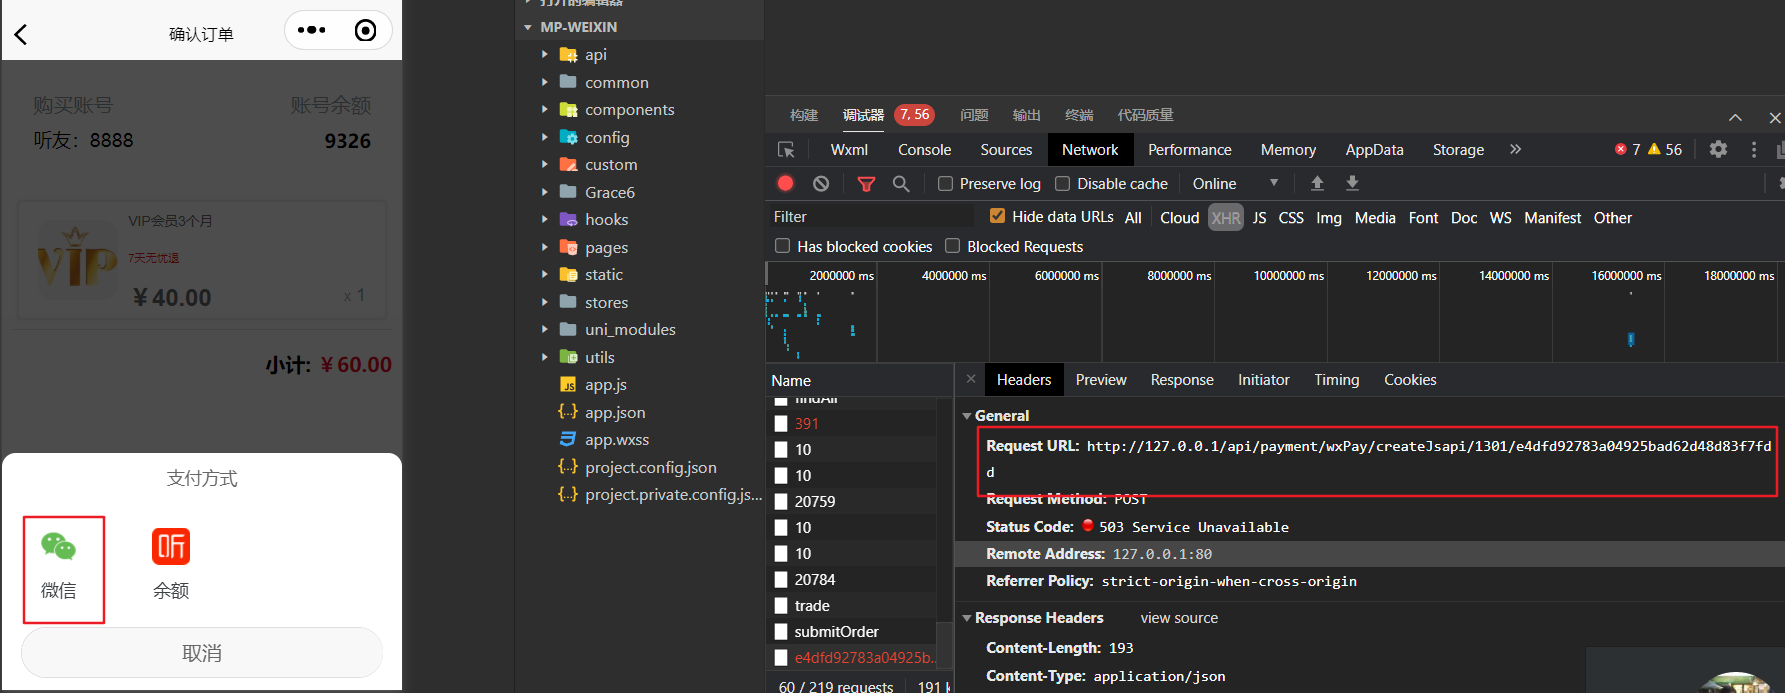 确认订单
购买账号
账号余额
听友：8888
9326
VIP会员3个月
7天无忧退
VIP
¥40.00
x 1
小计: ¥60.00
支付方式
听
微信
余额
取消
MP-WEIXIN
api
common
components
config
custom
Grace6
hooks
pages
static
stores
uni_modules
utils
JS app.js
{..} app.json
app.wxss
{..} project.config.json
{..} project.private.config.js...
构建 调试器 7, 56 问题 输出 终端 代码质量
Wxml Console Sources Network Performance Memory AppData Storage » 7 56
Preserve log Disable cache Online
Filter Hide data URLs All Cloud XHR JS CSS Img Media Font Doc WS Manifest Other
Has blocked cookies Blocked Requests
2000000 ms 4000000 ms 6000000 ms 8000000 ms 10000000 ms 12000000 ms 14000000 ms 16000000 ms 18000000 ms
Name
findAll
391
10
10
20759
10
10
20784
trade
submitOrder
e4dfd92783a04925b...
60 / 219 requests 191 k
Headers Preview Response Initiator Timing Cookies
General
Request URL: http://127.0.0.1/api/payment/wxPay/createJsapi/1301/e4dfd92783a04925bad62d48d83f7fd
d
Request Method: POST
Status Code: 503 Service Unavailable
Remote Address: 127.0.0.1:80
Referrer Policy: strict-origin-when-cross-origin
Response Headers view source
Content-Length: 193
Content-Type: application/json